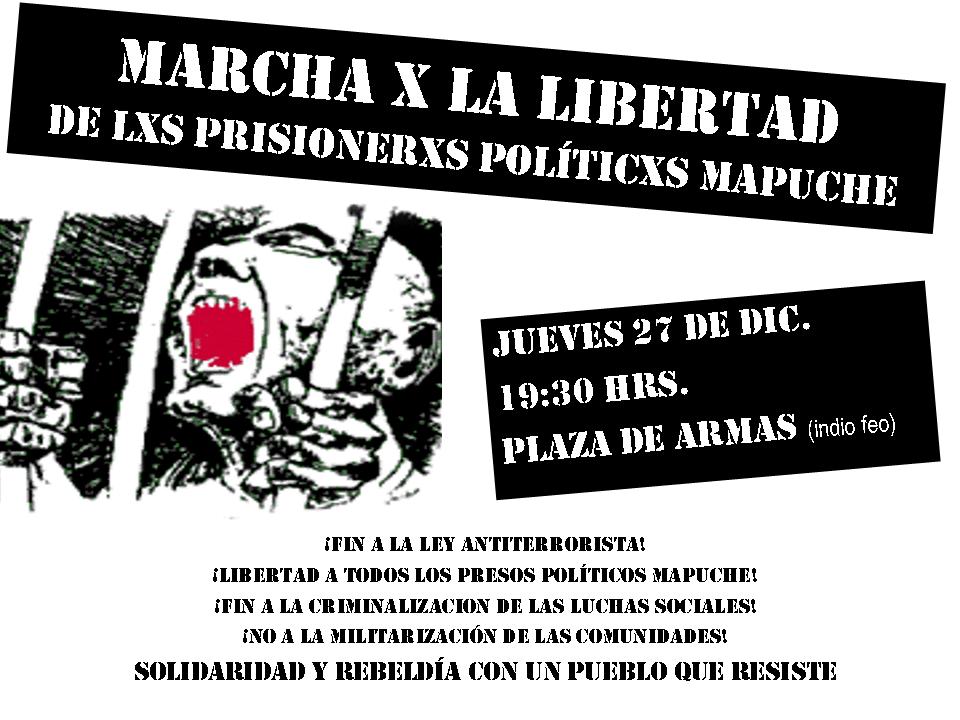 MARCHA X LA LIBERTAD
DE LXS PRISIONERXS POLÍTICXS MAPUCHE
JUEVES 27 DE DIC.
19:30 HRS.
PLAZA DE ARMAS (indio feo)
¡FIN A LA LEY ANTITERRORISTA!
¡LIBERTAD A TODOS LOS PRESOS POLÍTICOS MAPUCHE!
¡FIN A LA CRIMINALIZACION DE LAS LUCHAS SOCIALES!
¡NO A LA MILITARIZACIÓN DE LAS COMUNIDADES!
SOLIDARIDAD Y REBELDÍA CON UN PUEBLO QUE RESISTE